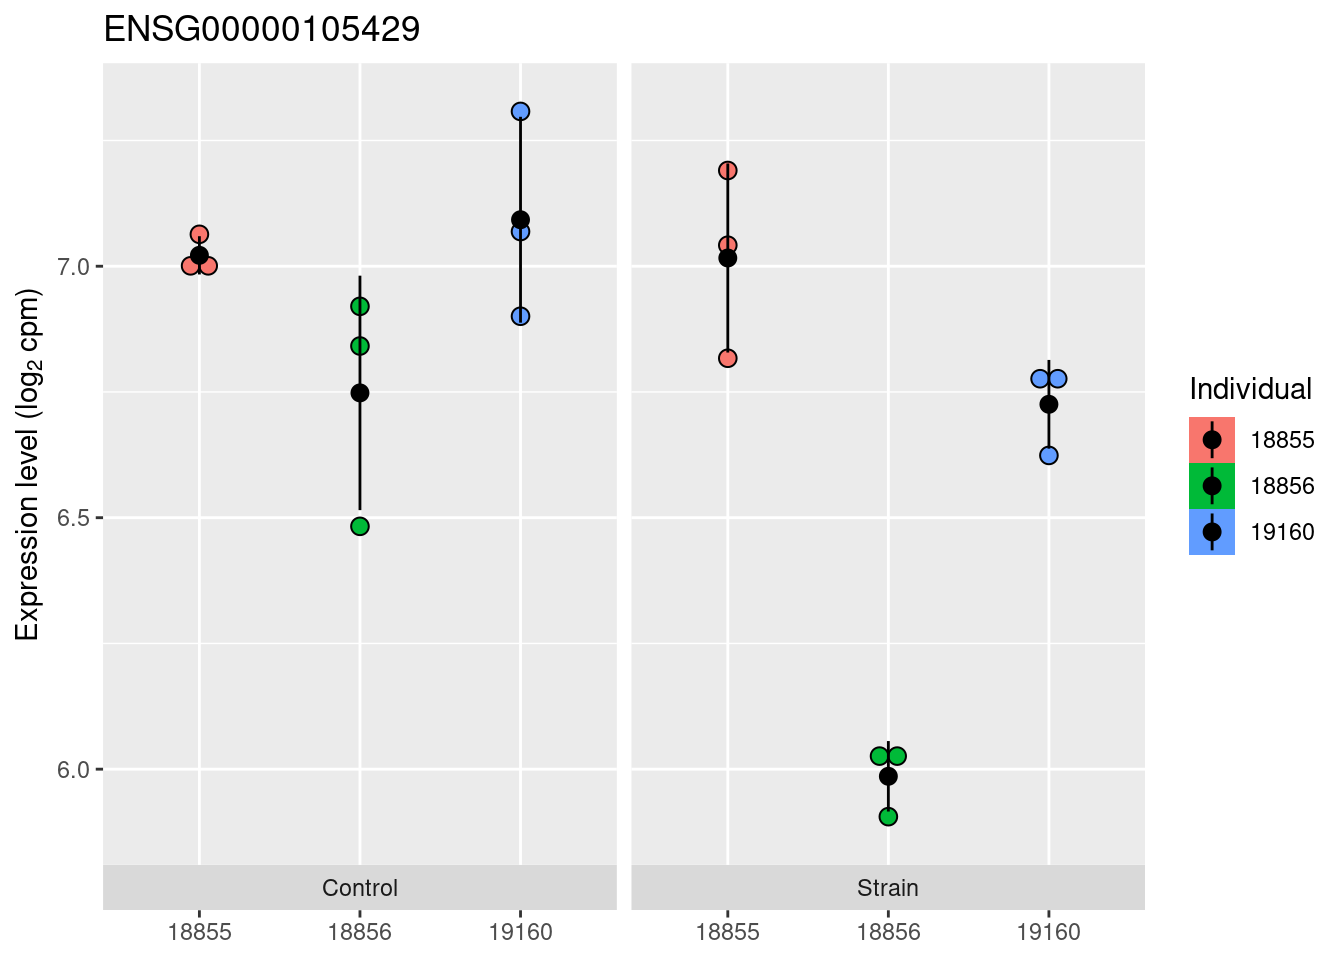 ENSG00000105429
Expression level (log₂ cpm)
7.0
6.5
6.0
Control
Strain
18855
18856
19160
18855
18856
19160
Individual
18855
18856
19160